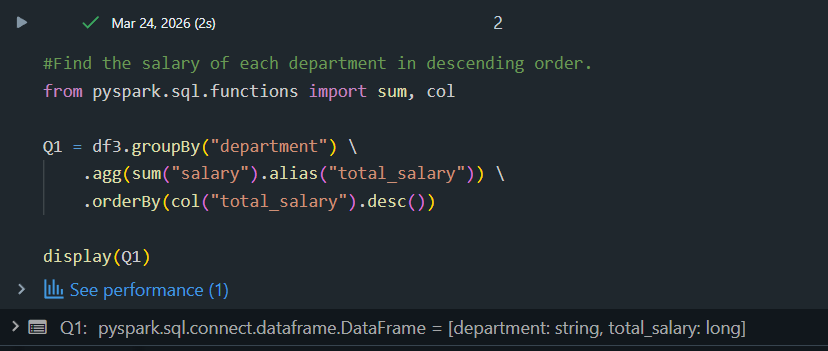 Mar 24, 2026 (2s)
2
#Find the salary of each department in descending order.
from pyspark.sql.functions import sum, col
Q1 = df3.groupBy("department") \
.agg(sum("salary").alias("total_salary")) \
.orderBy(col("total_salary").desc())
display(Q1)
See performance (1)
Q1: pyspark.sql.connect.dataframe.DataFrame = [department: string, total_salary: long]